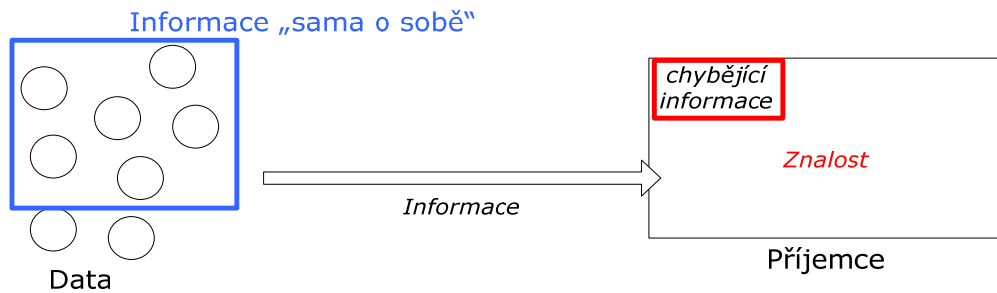 Informace „sama o sobě“
chybějící
informace
Znalost
Informace
Příjemce
Data